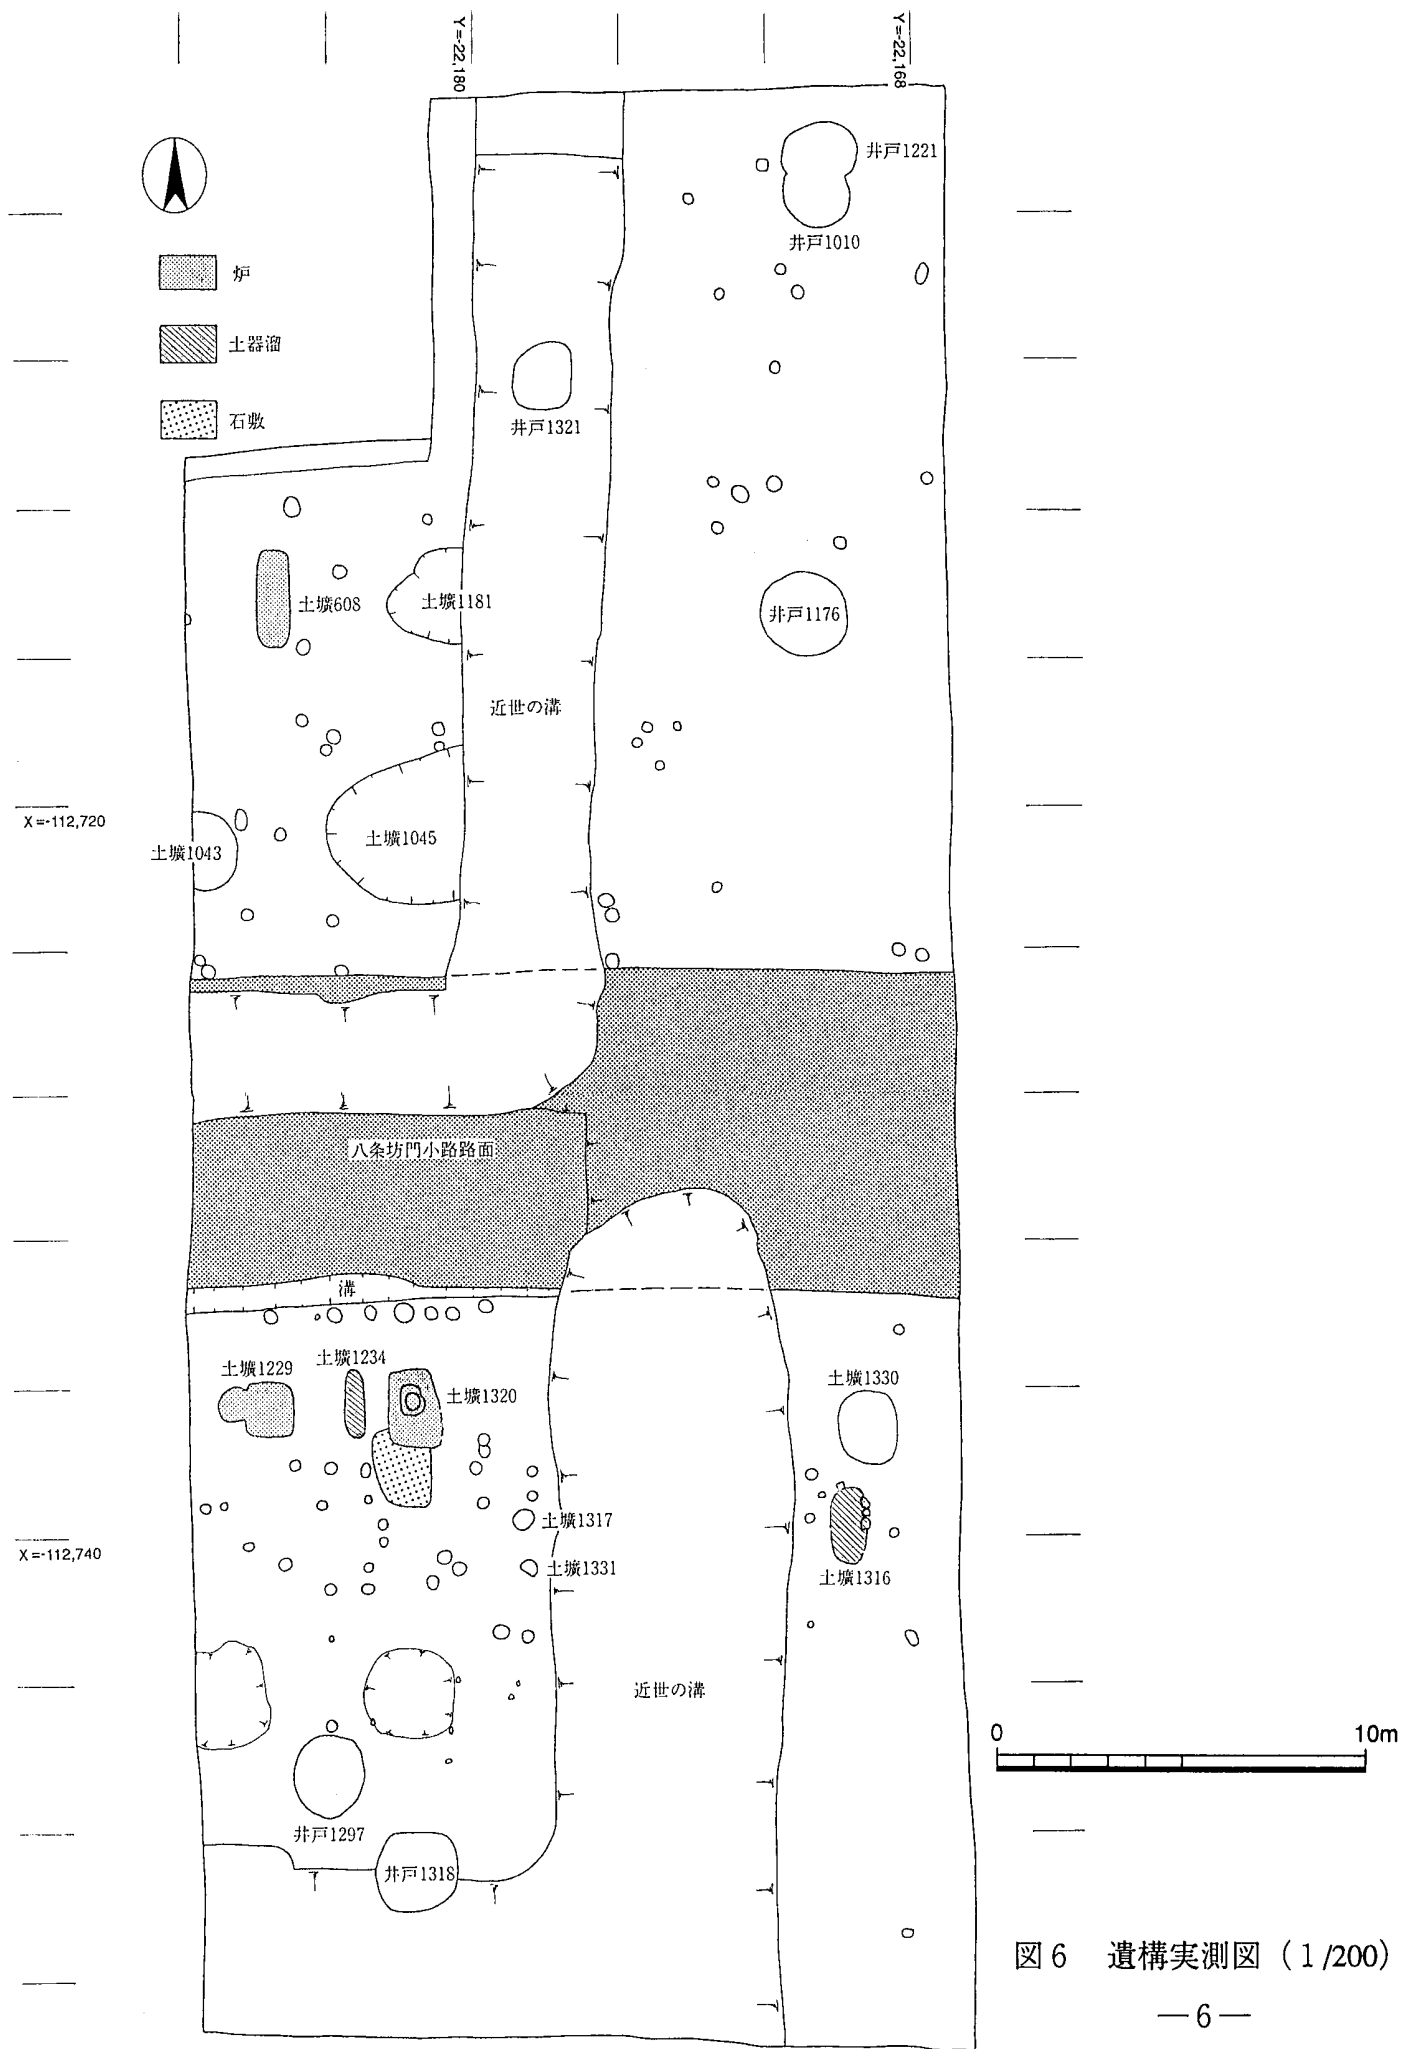 Y=-22,180
Y=-22,168
井戸1221
井戸1010
炉
土器溜
石敷
井戸1321
土壙608
土壙1181
井戸1176
近世の溝
X=-112,720
土壙1043
土壙1045
八条坊門小路路面
溝
土壙1229
土壙1234
土壙1320
土壙1330
土壙1317
X=-112,740
土壙1331
土壙1316
近世の溝
0 10m
井戸1297
井戸1318
図6 遺構実測図(1/200)
―6―